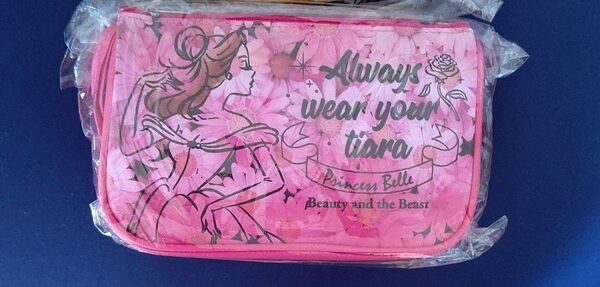 Always
wear your
tiara
Princess Belle
Beauty and the Beast